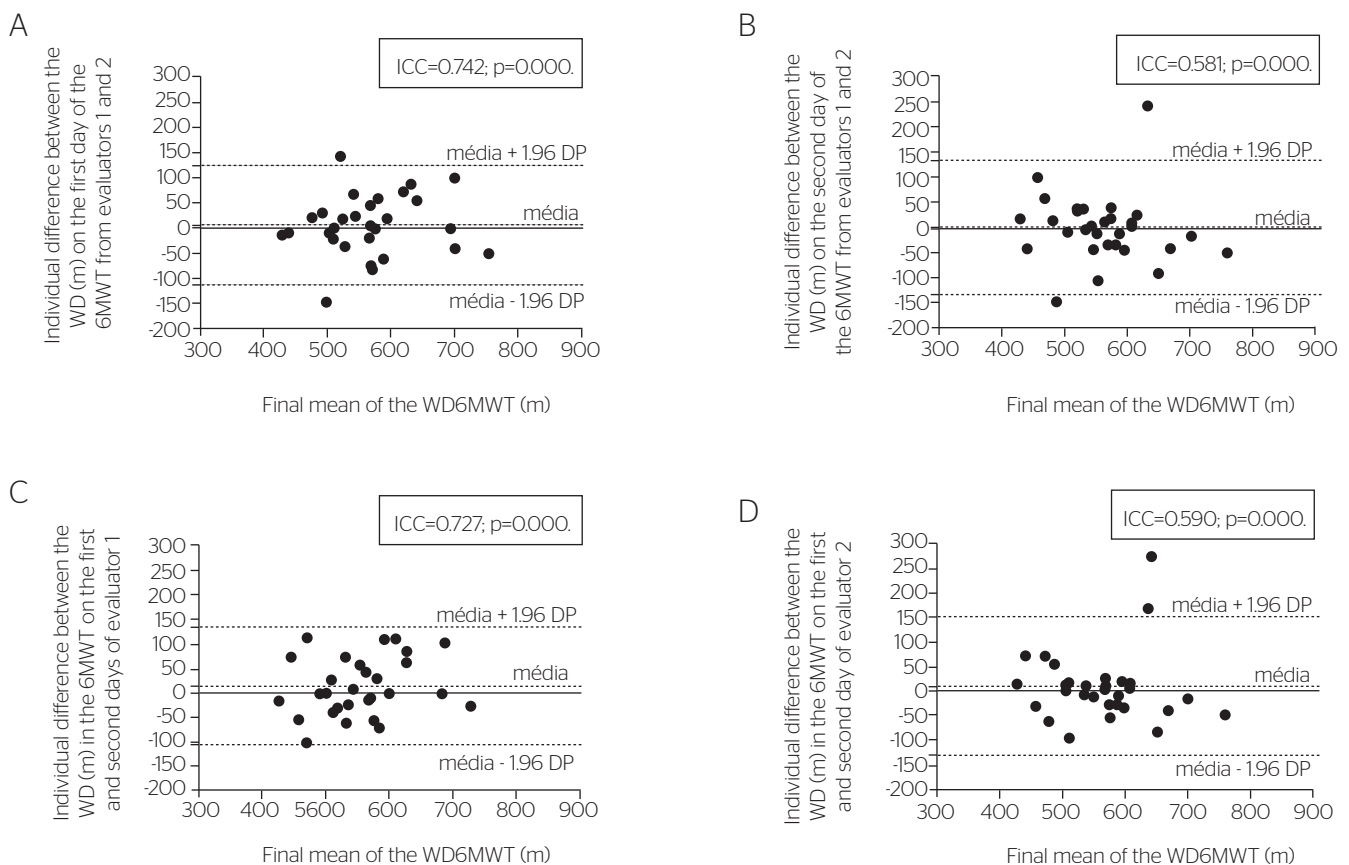 A
Individual difference between the
WD (m) on the first day of the
6MWT from evaluators 1 and 2
ICC=0.742; p=0.000.
300
250
200
150
100
50
0
-50
-100
-150
-200
média + 1.96 DP
média
média - 1.96 DP
300 400 500 600 700 800 900
Final mean of the WD6MWT (m)
B
Individual difference between the
WD (m) on the second day of
the 6MWT from evaluators 1 and 2
ICC=0.581; p=0.000.
300
250
200
150
100
50
0
-50
-100
-150
-200
média + 1.96 DP
média
média - 1.96 DP
300 400 500 600 700 800 900
Final mean of the WD6MWT (m)
C
Individual difference between the
WD (m) in the 6MWT on the first
and second days of evaluator 1
ICC=0.727; p=0.000.
300
250
200
150
100
50
0
-50
-100
-150
-200
média + 1.96 DP
média
média - 1.96 DP
300 400 5600 600 700 800 900
Final mean of the WD6MWT (m)
D
Individual difference between the
WD (m) in the 6MWT on the first
and second day of evaluator 2
ICC=0.590; p=0.000.
300
250
200
150
100
50
0
-50
-100
-150
-200
média + 1.96 DP
média
média - 1.96 DP
300 400 500 600 700 800 900
Final mean of the WD6MWT (m)